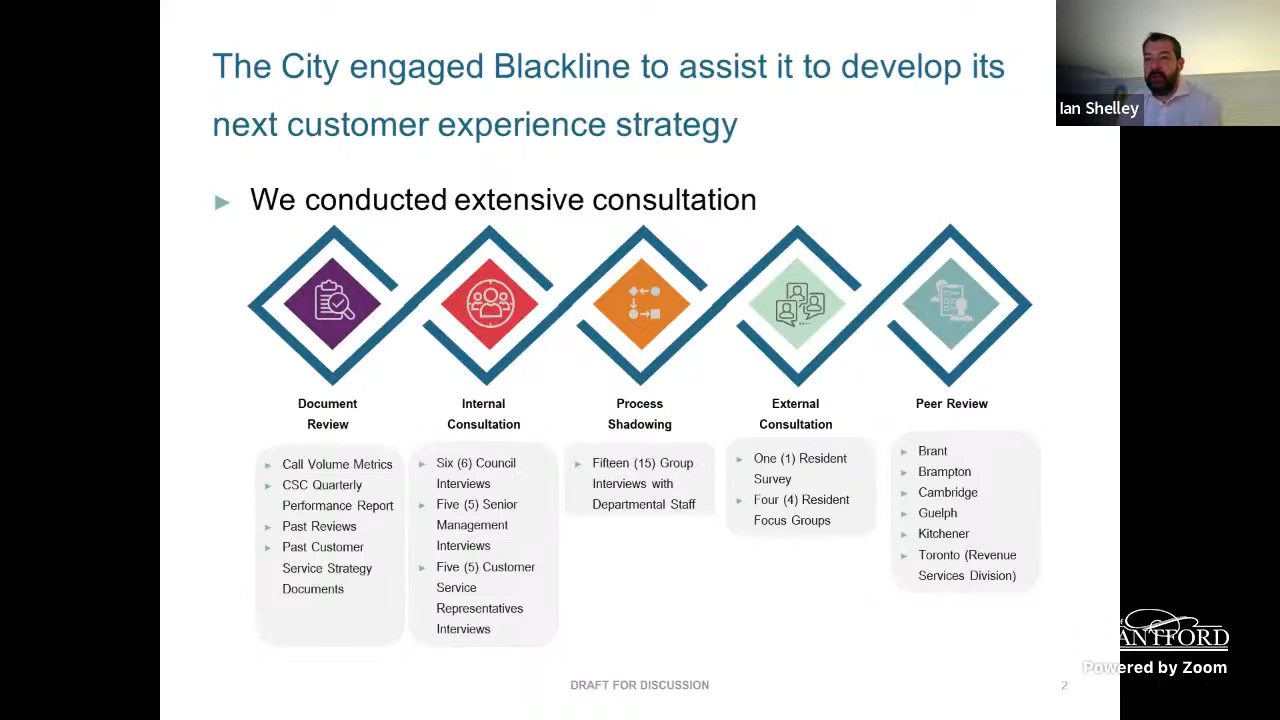 The City engaged Blackline to assist it to develop its
next customer experience strategy
Ian Shelley
We conducted extensive consultation
Document
Review
Call Volume Metrics
CSC Quarterly
Performance Report
Past Reviews
Past Customer
Service Strategy
Documents
Internal
Consultation
Six (6) Council
Interviews
Five (5) Senior
Management
Interviews
Five (5) Customer
Service
Representatives
Interviews
Process
Shadowing
Fifteen (15) Group
Interviews with
Departmental Staff
External
Consultation
One (1) Resident
Survey
Four (4) Resident
Focus Groups
Peer Review
Brant
Brampton
Cambridge
Guelph
Kitchener
Toronto (Revenue
Services Division)
DRAFT FOR DISCUSSION
2
ANTFORD
Powered by Zoom